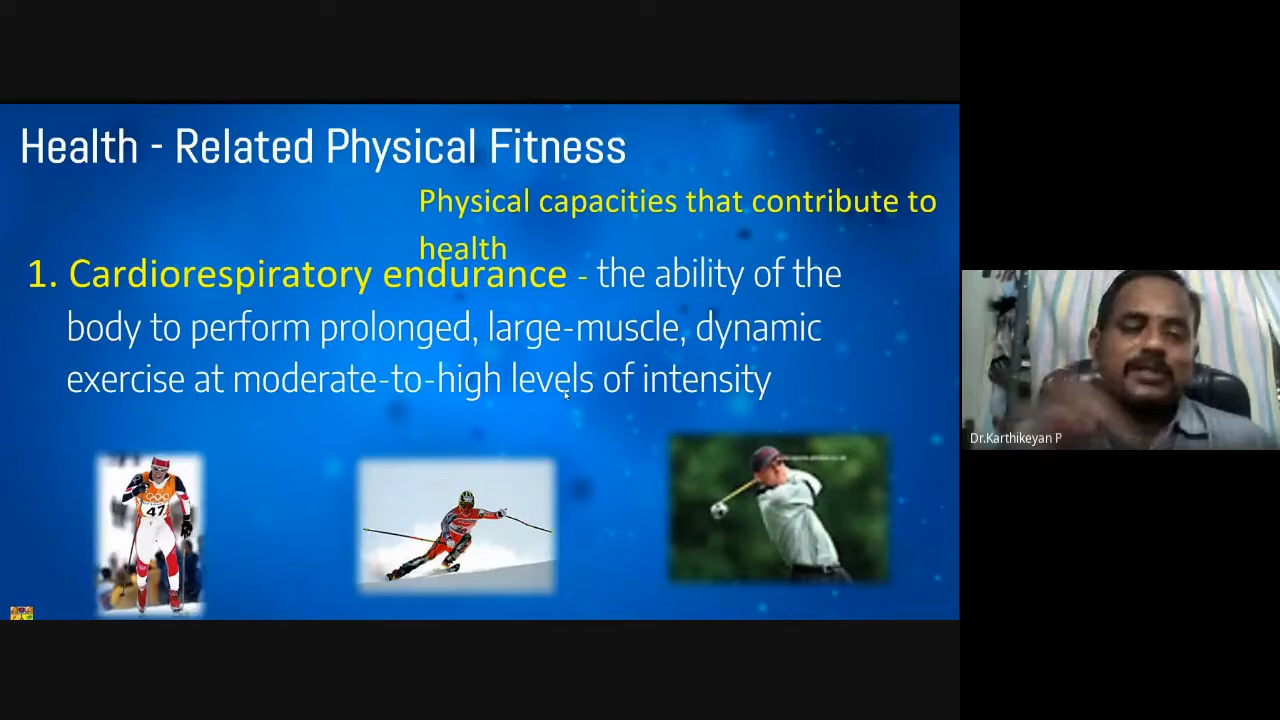 Health - Related Physical Fitness
Physical capacities that contribute to
health
1. Cardiorespiratory endurance - the ability of the
body to perform prolonged, large-muscle, dynamic
exercise at moderate-to-high levels of intensity
47
Dr.Karthikeyan P